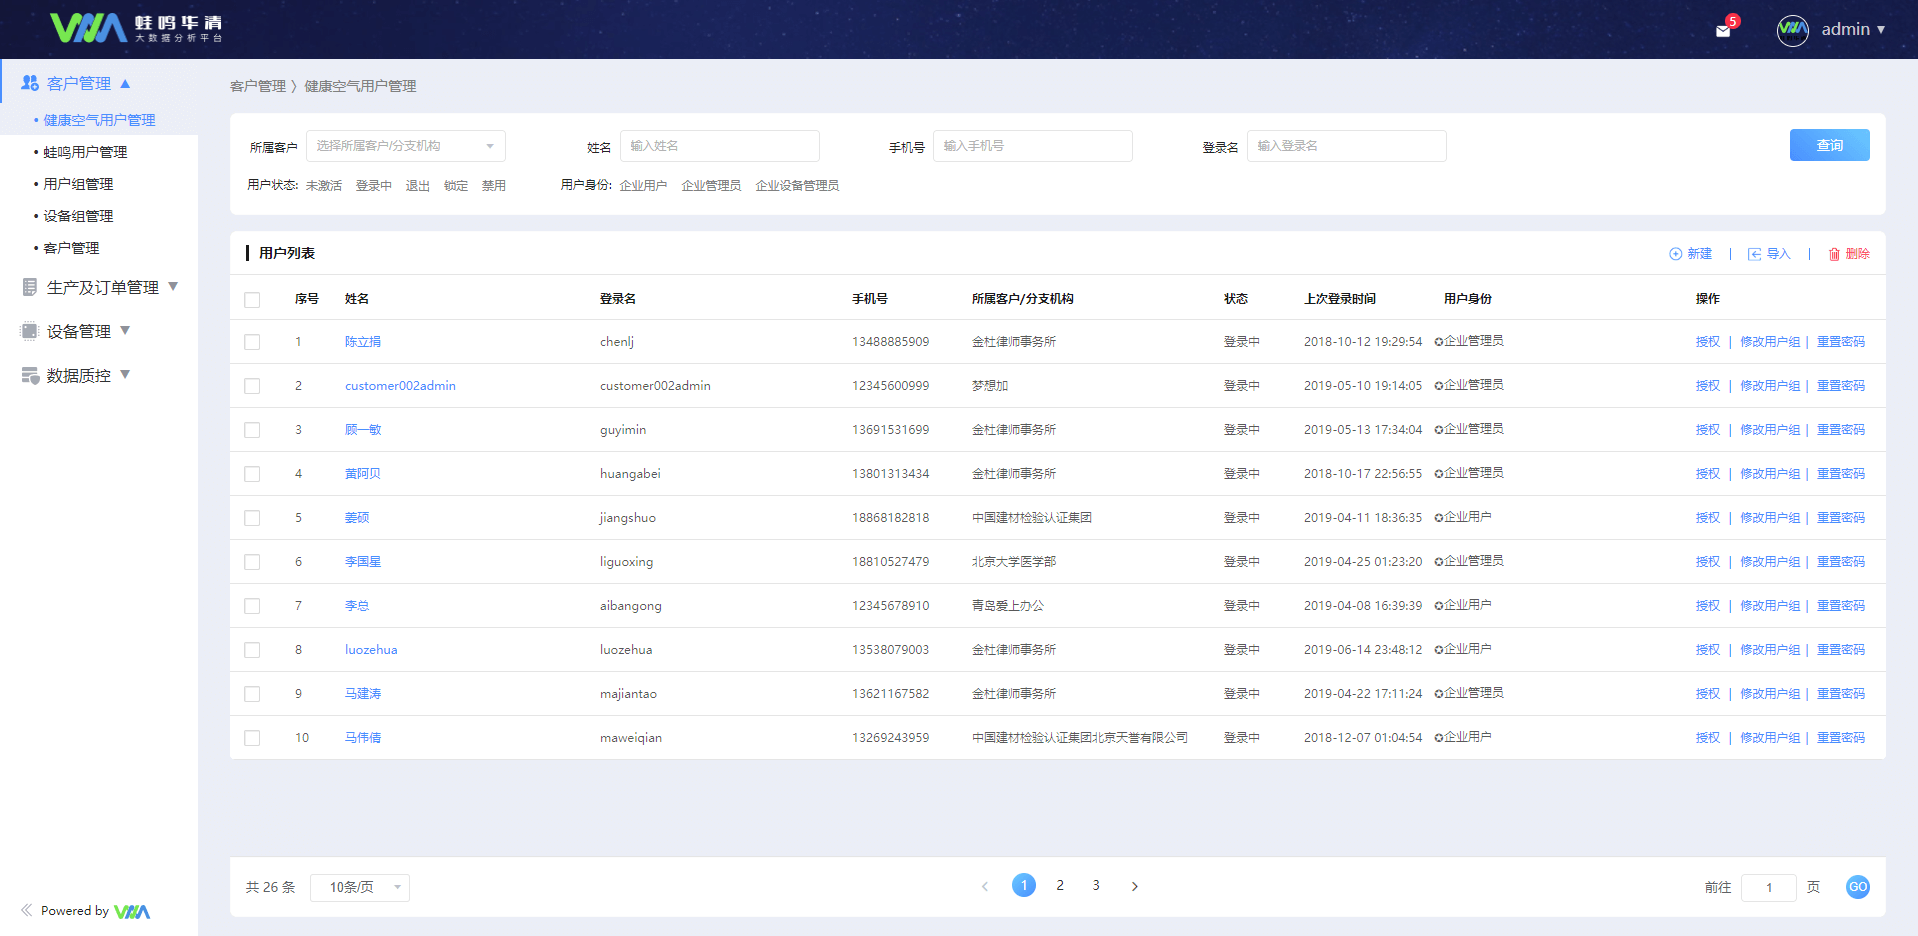 蛙鸣华清
大数据分析平台
5
admin ▼
客户管理 ▲
• 健康空气用户管理
• 蛙鸣用户管理
• 用户组管理
• 设备组管理
• 客户管理
生产及订单管理 ▼
设备管理 ▼
数据质控 ▼
Powered by
客户管理 〉健康空气用户管理
所属客户 选择所属客户/分支机构 姓名 输入姓名 手机号 输入手机号 登录名 输入登录名 查询
用户状态: 未激活 登录中 退出 锁定 禁用 用户身份: 企业用户 企业管理员 企业设备管理员
用户列表 新建 | 导入 | 删除
序号 姓名 登录名 手机号 所属客户/分支机构 状态 上次登录时间 用户身份 操作
1 陈立捐 chenlj 13488885909 金杜律师事务所 登录中 2018-10-12 19:29:54 企业管理员 授权 | 修改用户组 | 重置密码
2 customer002admin customer002admin 12345600999 梦想加 登录中 2019-05-10 19:14:05 企业管理员 授权 | 修改用户组 | 重置密码
3 顾一敏 guyimin 13691531699 金杜律师事务所 登录中 2019-05-13 17:34:04 企业管理员 授权 | 修改用户组 | 重置密码
4 黄阿贝 huangabei 13801313434 金杜律师事务所 登录中 2018-10-17 22:56:55 企业管理员 授权 | 修改用户组 | 重置密码
5 姜硕 jiangshuo 18868182818 中国建材检验认证集团 登录中 2019-04-11 18:36:35 企业用户 授权 | 修改用户组 | 重置密码
6 李国星 liguoxing 18810527479 北京大学医学部 登录中 2019-04-25 01:23:20 企业管理员 授权 | 修改用户组 | 重置密码
7 李总 aibangong 12345678910 青岛爱上办公 登录中 2019-04-08 16:39:39 企业用户 授权 | 修改用户组 | 重置密码
8 luozehua luozehua 13538079003 金杜律师事务所 登录中 2019-06-14 23:48:12 企业用户 授权 | 修改用户组 | 重置密码
9 马建涛 majiantao 13621167582 金杜律师事务所 登录中 2019-04-22 17:11:24 企业管理员 授权 | 修改用户组 | 重置密码
10 马伟倩 maweiqian 13269243959 中国建材检验认证集团北京天誉有限公司 登录中 2018-12-07 01:04:54 企业用户 授权 | 修改用户组 | 重置密码
共 26 条 10条/页 1 2 3 前往 1 页 GO